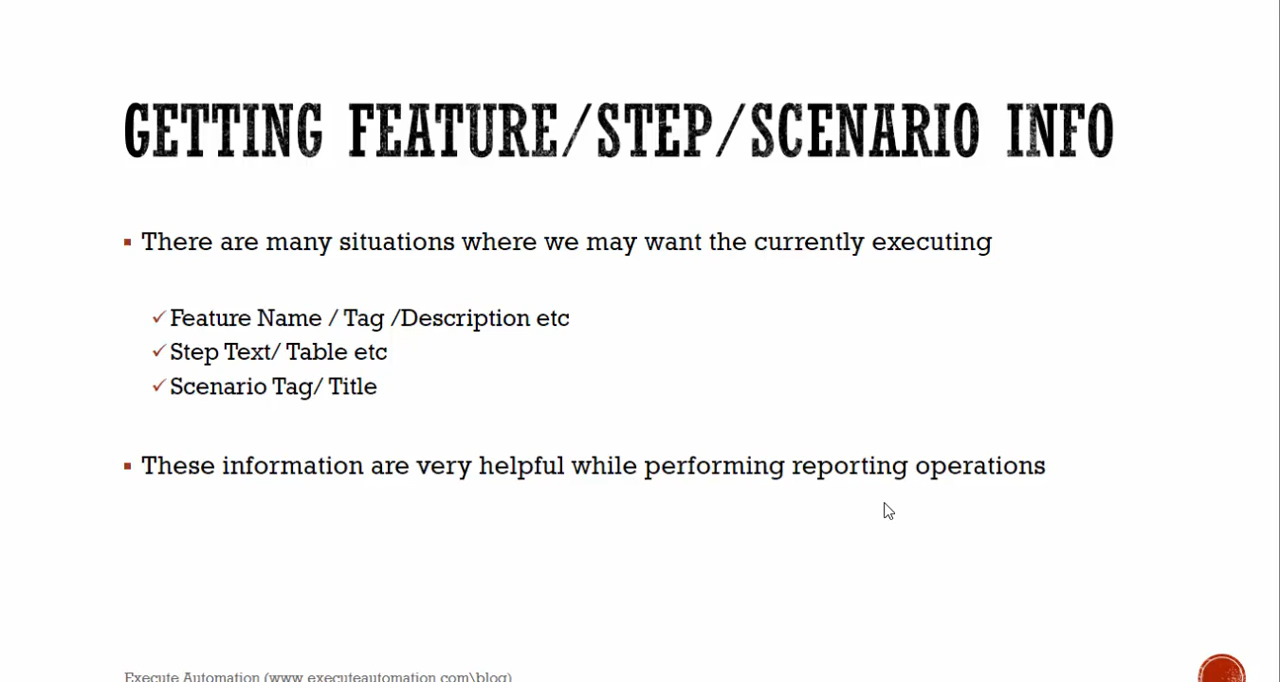 GETTING FEATURE/STEP/SCENARIO INFO
There are many situations where we may want the currently executing
Feature Name / Tag /Description etc
Step Text/ Table etc
Scenario Tag/ Title
These information are very helpful while performing reporting operations
Execute Automation (www.executeautomation.com\blog)